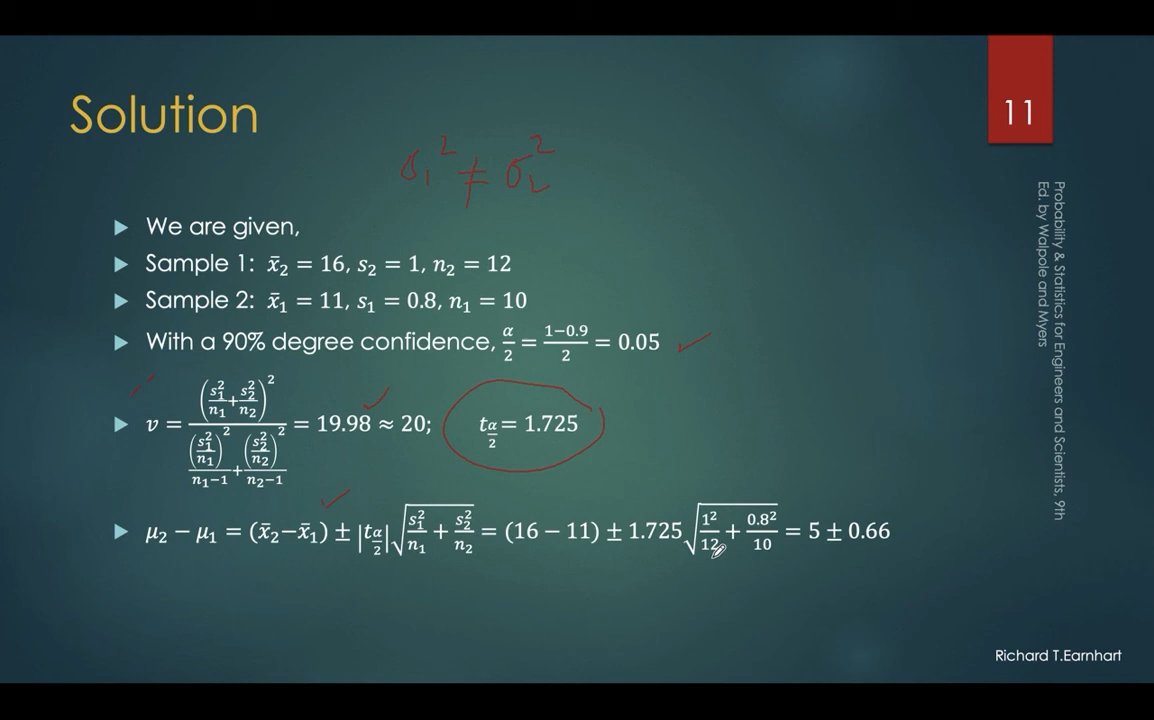 Solution
11
σ₁² ≠ σ₂²
▶ We are given,
▶ Sample 1: x̄₂ = 16, s₂ = 1, n₂ = 12
▶ Sample 2: x̄₁ = 11, s₁ = 0.8, n₁ = 10
▶ With a 90% degree confidence, α/2 = (1−0.9)/2 = 0.05
▶ v = (s₁²/n₁ + s₂²/n₂)² / ((s₁²/n₁)²/(n₁−1) + (s₂²/n₂)²/(n₂−1)) = 19.98 ≈ 20; t_(α/2) = 1.725
▶ μ₂ − μ₁ = (x̄₂−x̄₁) ± |t_(α/2)| √(s₁²/n₁ + s₂²/n₂) = (16 − 11) ± 1.725 √(1²/12 + 0.8²/10) = 5 ± 0.66
Probability & Statistics for Engineers and Scientists, 9th
Ed. by Walpole and Myers
Richard T.Earnhart